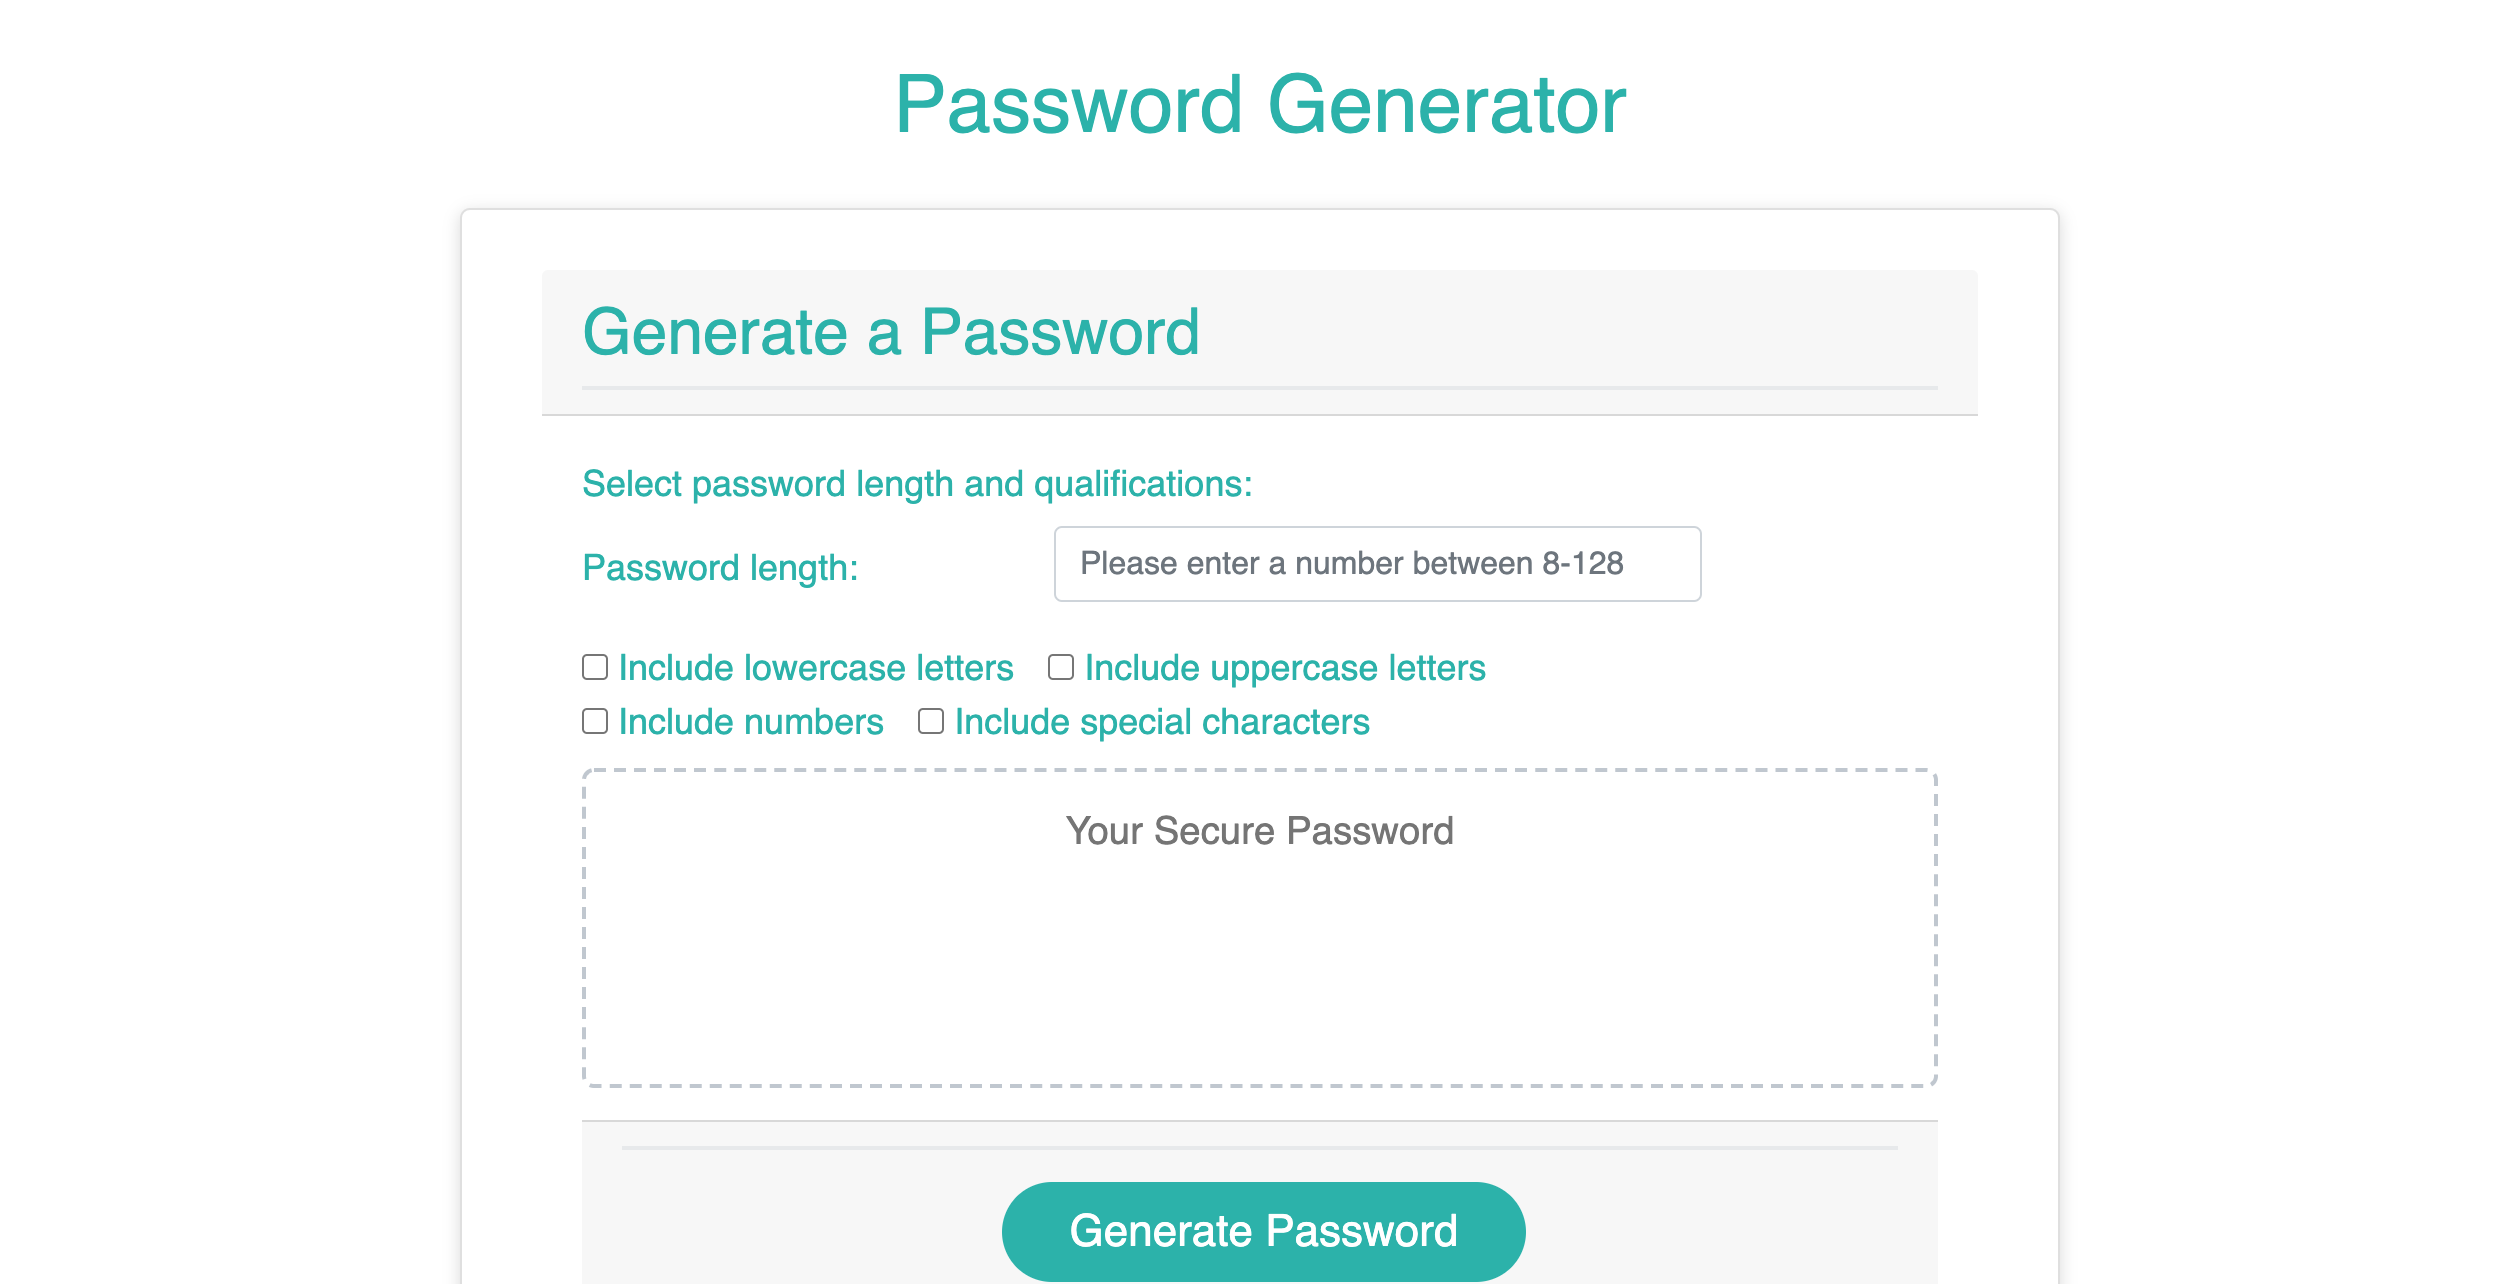 Password Generator
Generate a Password
Select password length and qualifications:
Password length: Please enter a number between 8-128
Include lowercase letters Include uppercase letters
Include numbers Include special characters
Your Secure Password
Generate Password